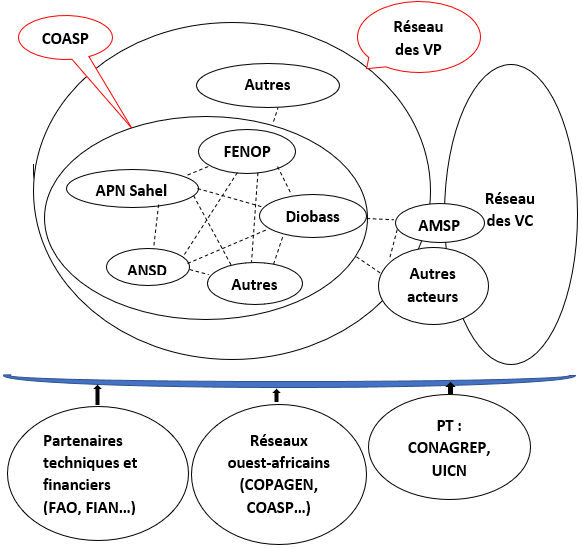 COASP
Réseau
des VP
Autres
FENOP
APN Sahel
Diobass
ANSD
Autres
AMSP
Autres
acteurs
Réseau
des VC
Partenaires
techniques et
financiers
(FAO, FIAN...)
Réseaux
ouest-africains
(COPAGEN,
COASP...)
PT :
CONAGREP,
UICN